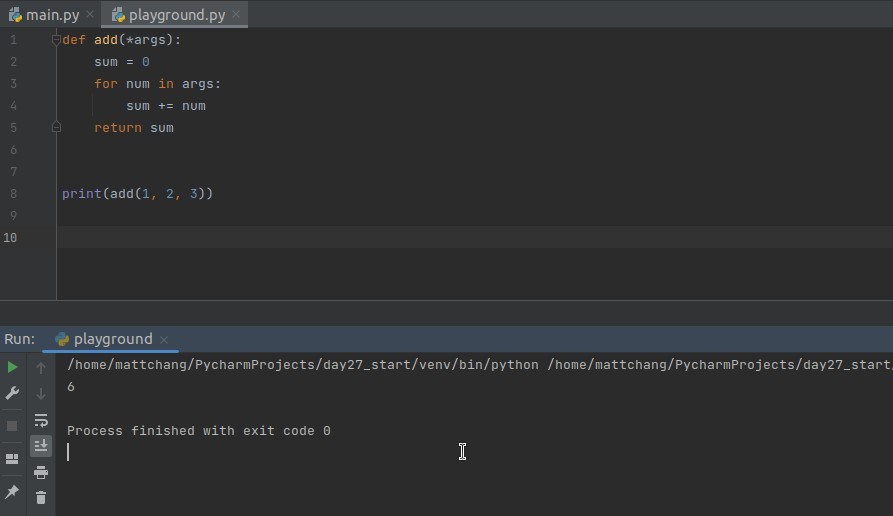 main.py playground.py
1 def add(*args):
2     sum = 0
3     for num in args:
4         sum += num
5     return sum
6
7
8 print(add(1, 2, 3))
9
10
Run: playground
/home/mattchang/PycharmProjects/day27_start/venv/bin/python /home/mattchang/PycharmProjects/day27_start/
6
Process finished with exit code 0